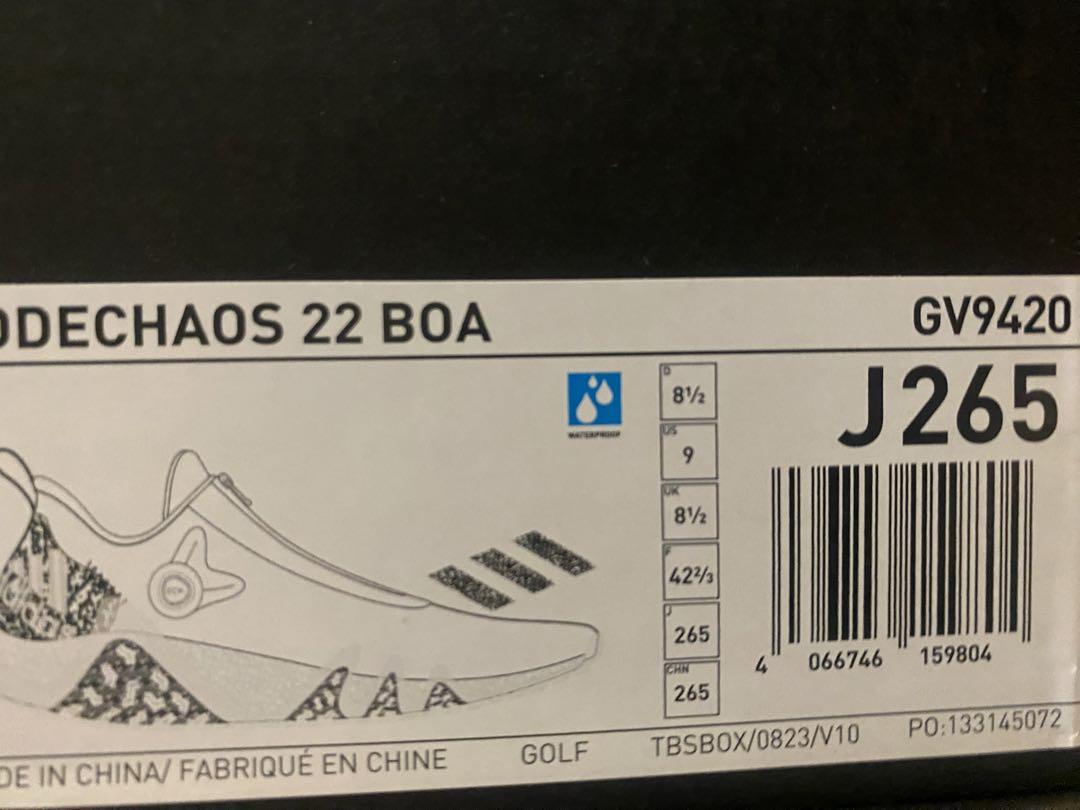 ODECHAOS 22 BOA GV9420
J265
WATERPROOF
D 8½
US 9
UK 8½
F 42⅔
J 265
CHN 265
4 066746 159804
DE IN CHINA/ FABRIQUÉ EN CHINE GOLF TBSBOX/0823/V10 PO:133145072